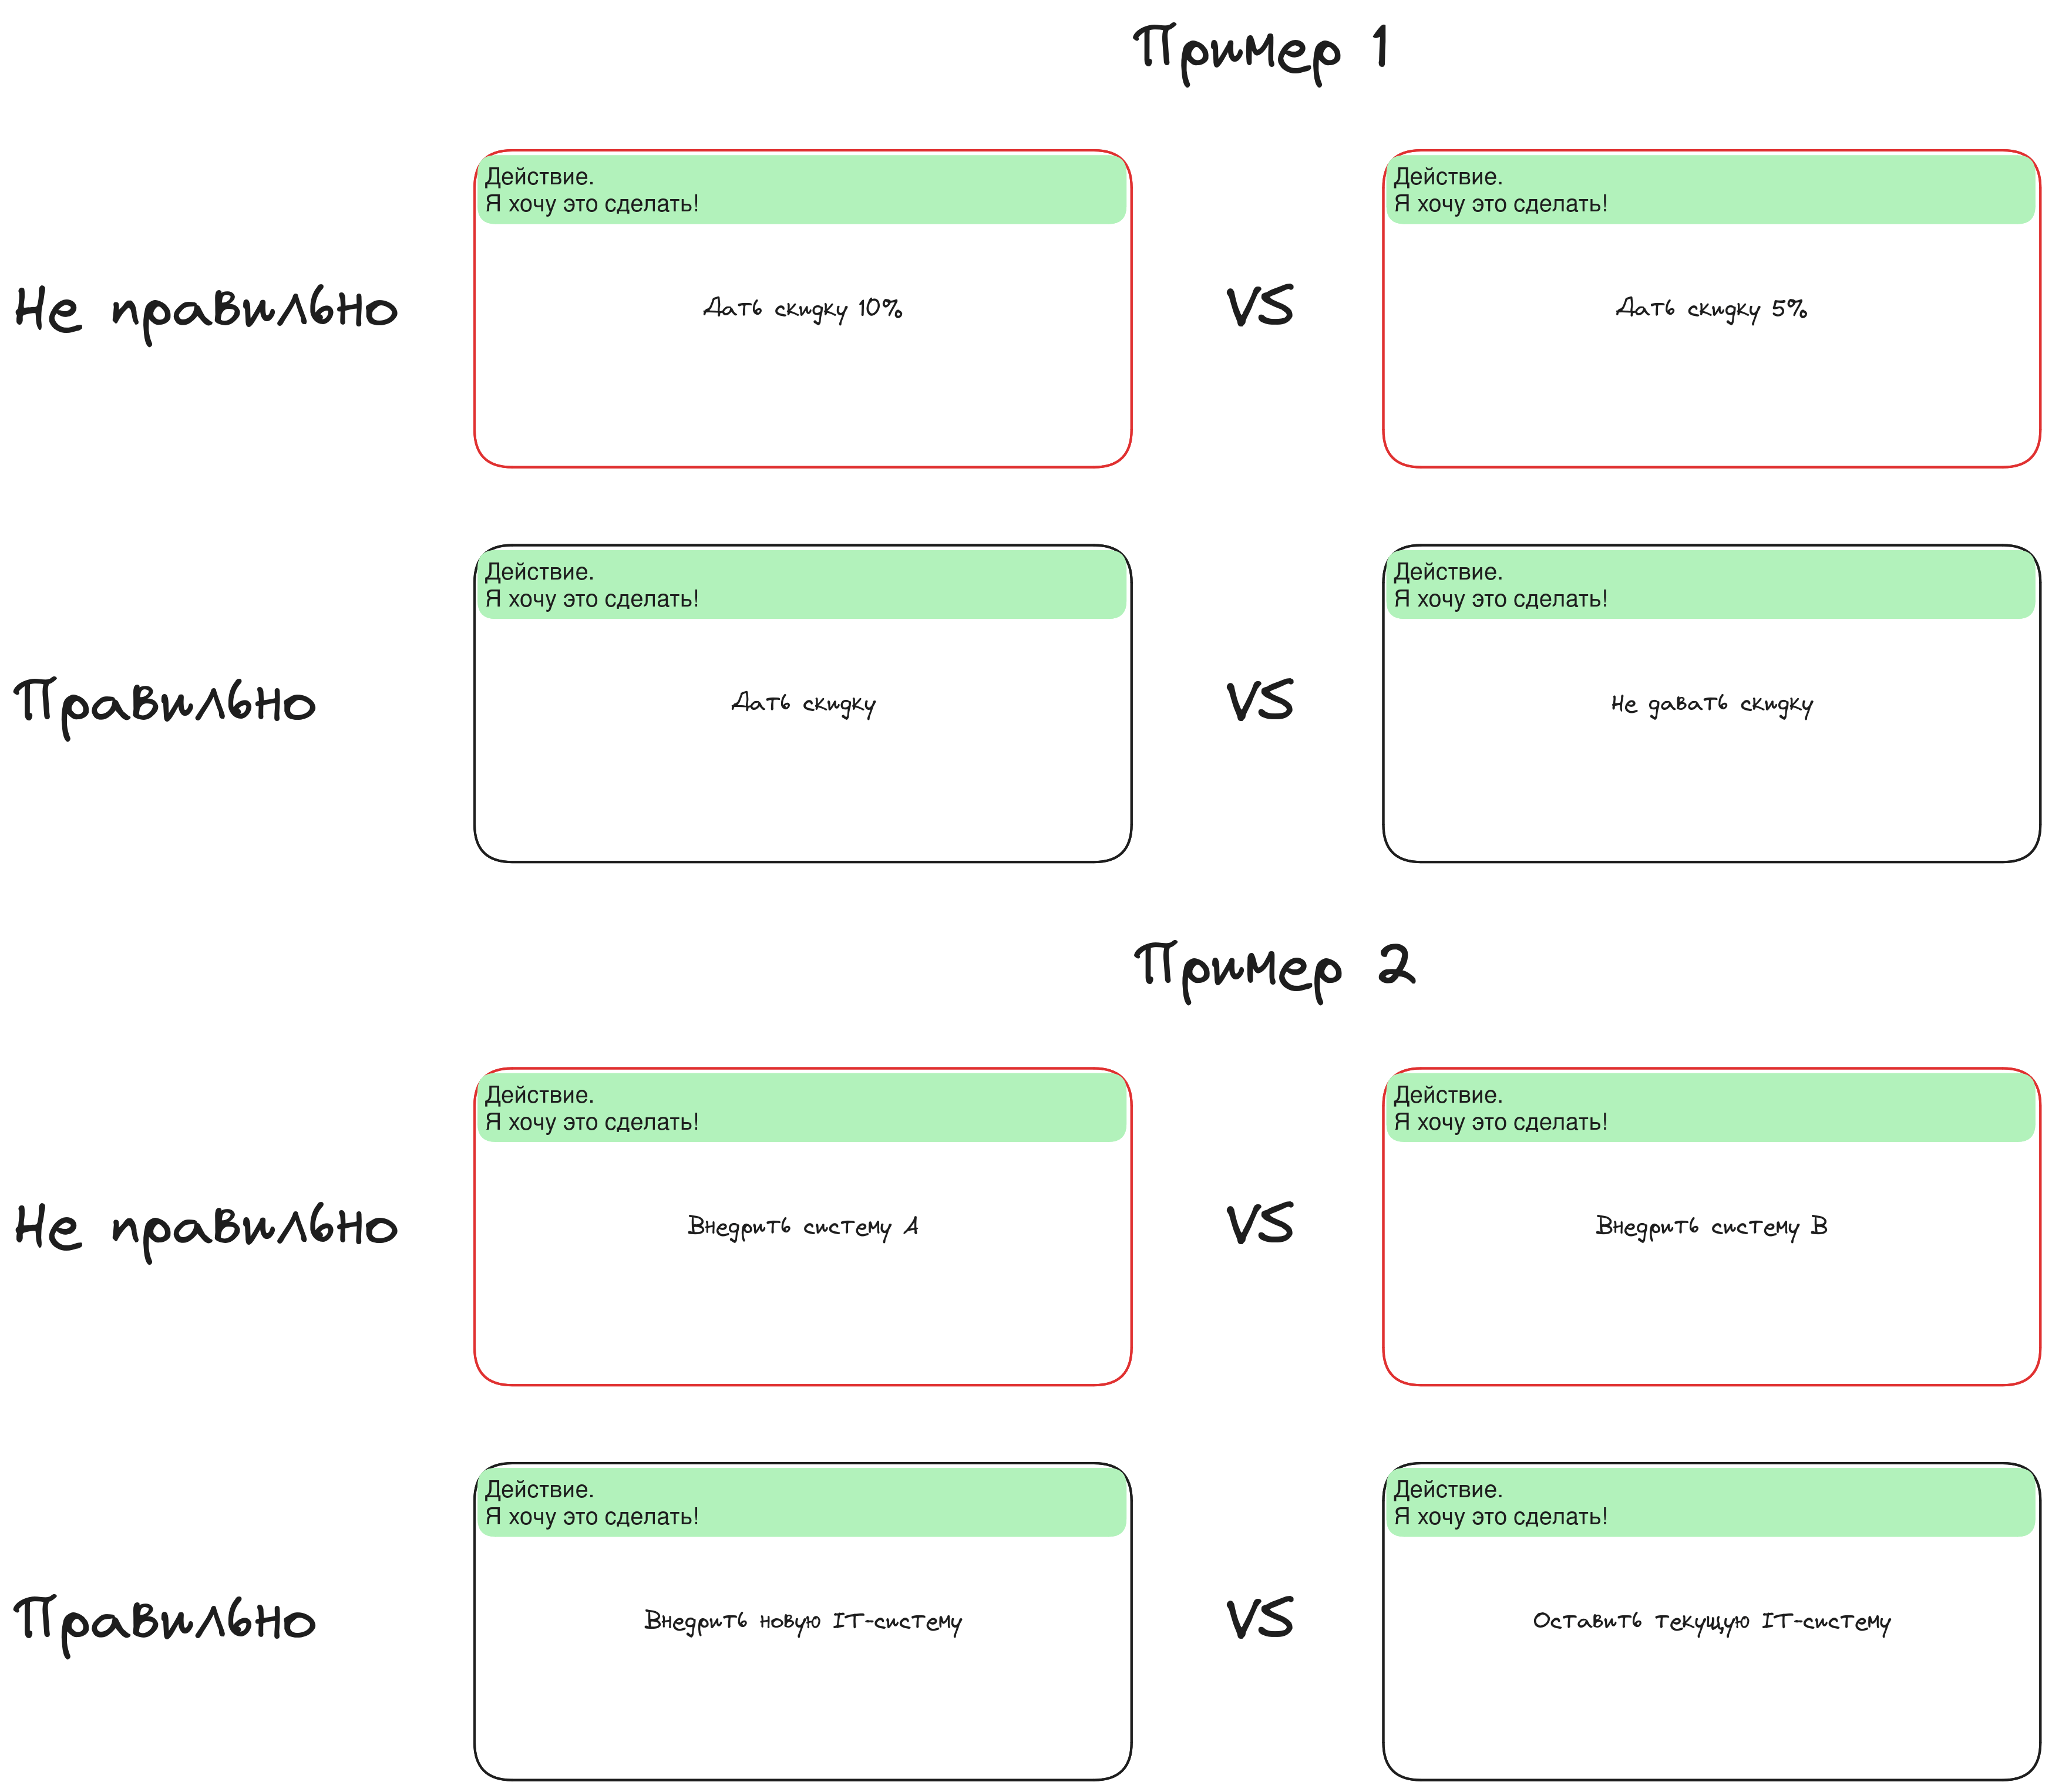 Пример 1
Действие.
Я хочу это сделать!
Действие.
Я хочу это сделать!
Не правильно
Дать скидку 10%
VS
Дать скидку 5%
Действие.
Я хочу это сделать!
Действие.
Я хочу это сделать!
Правильно
Дать скидку
VS
Не давать скидку
Пример 2
Действие.
Я хочу это сделать!
Действие.
Я хочу это сделать!
Не правильно
Внедрить систему А
VS
Внедрить систему В
Действие.
Я хочу это сделать!
Действие.
Я хочу это сделать!
Правильно
Внедрить новую IT-систему
VS
Оставить текущую IT-систему